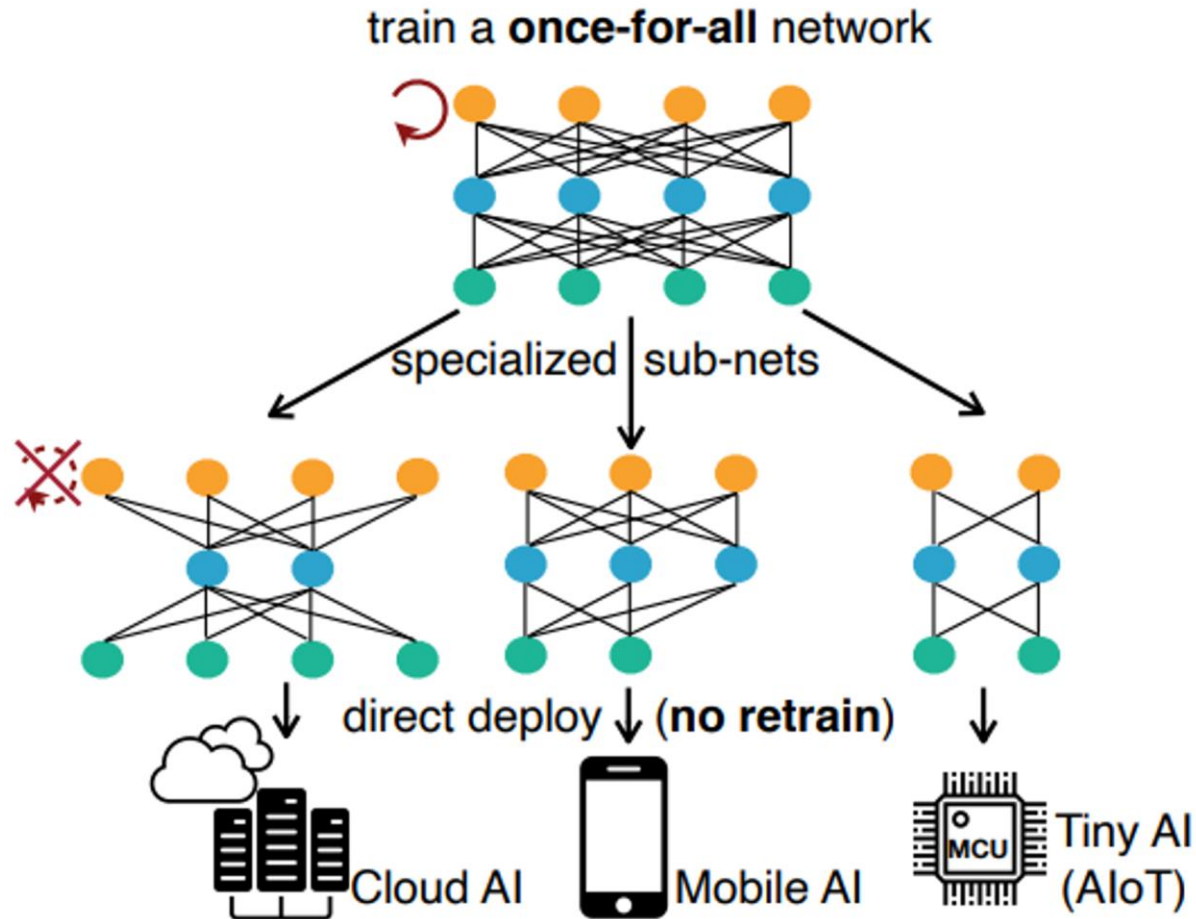 train a once-for-all network
specialized sub-nets
direct deploy (no retrain)
Cloud AI
Mobile AI
MCU
Tiny AI
(AIoT)